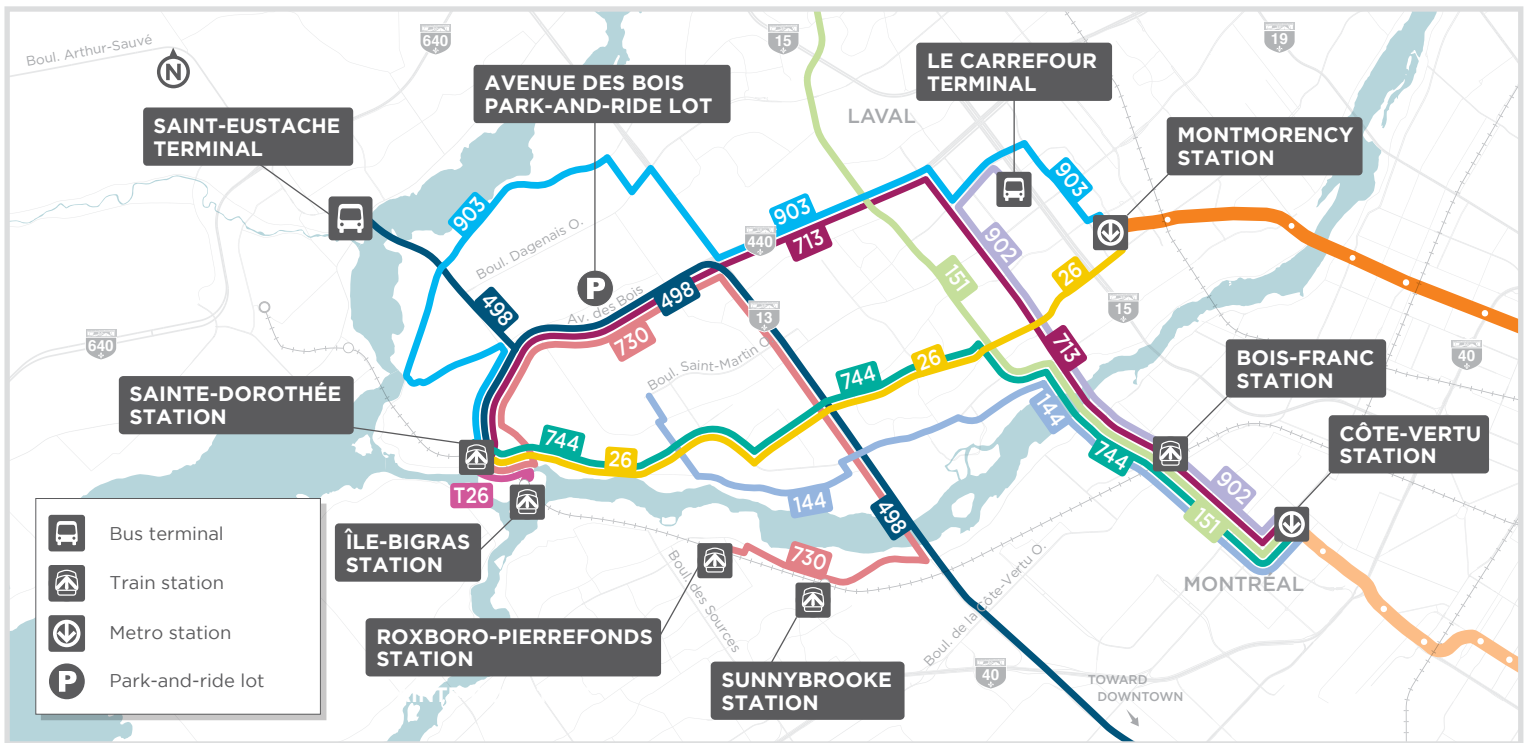 Boul. Arthur-Sauvé
N
640
15
19
SAINT-EUSTACHE
TERMINAL
AVENUE DES BOIS
PARK-AND-RIDE LOT
LE CARREFOUR
TERMINAL
LAVAL
MONTMORENCY
STATION
903
Boul. Dagenais O.
903
713
440
903
902
26
151
498
Av. des Bois
498
730
13
15
640
Boul. Saint-Martin O.
713
40
BOIS-FRANC
STATION
SAINTE-DOROTHÉE
STATION
744
26
144
CÔTE-VERTU
STATION
744
26
744
902
T26
144
498
151
Bus terminal
Train station
Metro station
P
Park-and-ride lot
P
ÎLE-BIGRAS
STATION
730
MONTRÉAL
Boul. des Sources
Boul. de la Côte-Vertu O.
ROXBORO-PIERREFONDS
STATION
SUNNYBROOKE
STATION
40
TOWARD
DOWNTOWN